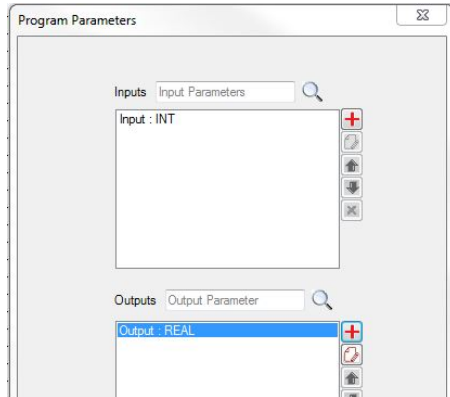 Program Parameters
Inputs Input Parameters
Input : INT
Outputs Output Parameter
Output : REAL